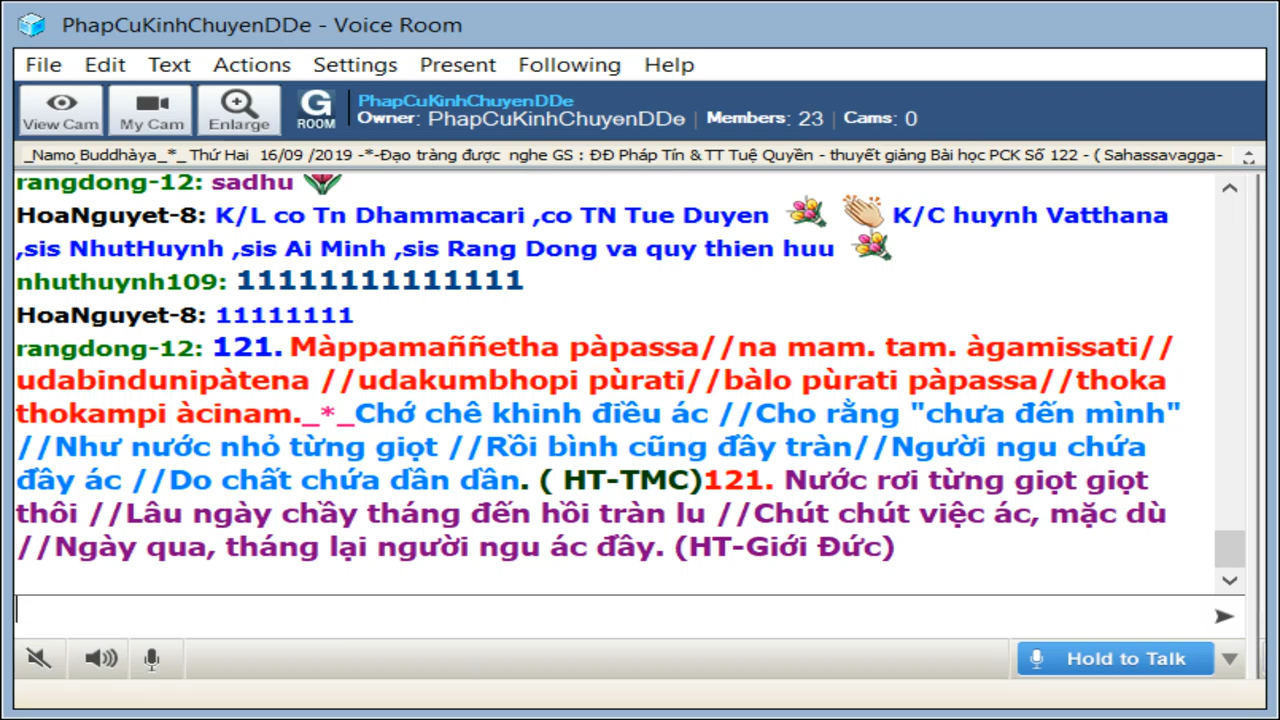 PhapCuKinhChuyenDDe - Voice Room
File Edit Text Actions Settings Present Following Help
View Cam My Cam Enlarge G ROOM
PhapCuKinhChuyenDDe
Owner: PhapCuKinhChuyenDDe | Members: 23 | Cams: 0
_Namo Buddhàya_*_ Thứ Hai 16/09 /2019 -*-Đạo tràng được nghe GS : ĐĐ Pháp Tín & TT Tuệ Quyền - thuyết giảng Bài học PCK Số 122 - ( Sahassavagga-
rangdong-12: sadhu
HoaNguyet-8: K/L co Tn Dhammacari ,co TN Tue Duyen K/C huynh Vatthana
,sis NhutHuynh ,sis Ai Minh ,sis Rang Dong va quy thien huu
nhuthuynh109: 11111111111111
HoaNguyet-8: 11111111
rangdong-12: 121. Màppamaññetha pàpassa//na mam. tam. àgamissati//
udabindunipàtena //udakumbhopi pùrati//bàlo pùrati pàpassa//thoka
thokampi àcinam._*_Chớ chê khinh điều ác //Cho rằng "chưa đến mình"
//Như nước nhỏ từng giọt //Rồi bình cũng đầy tràn//Người ngu chứa
đầy ác //Do chất chứa dần dần. ( HT-TMC)121. Nước rơi từng giọt giọt
thôi //Lâu ngày chầy tháng đến hồi tràn lu //Chút chút việc ác, mặc dù
//Ngày qua, tháng lại người ngu ác đầy. (HT-Giới Đức)
Hold to Talk